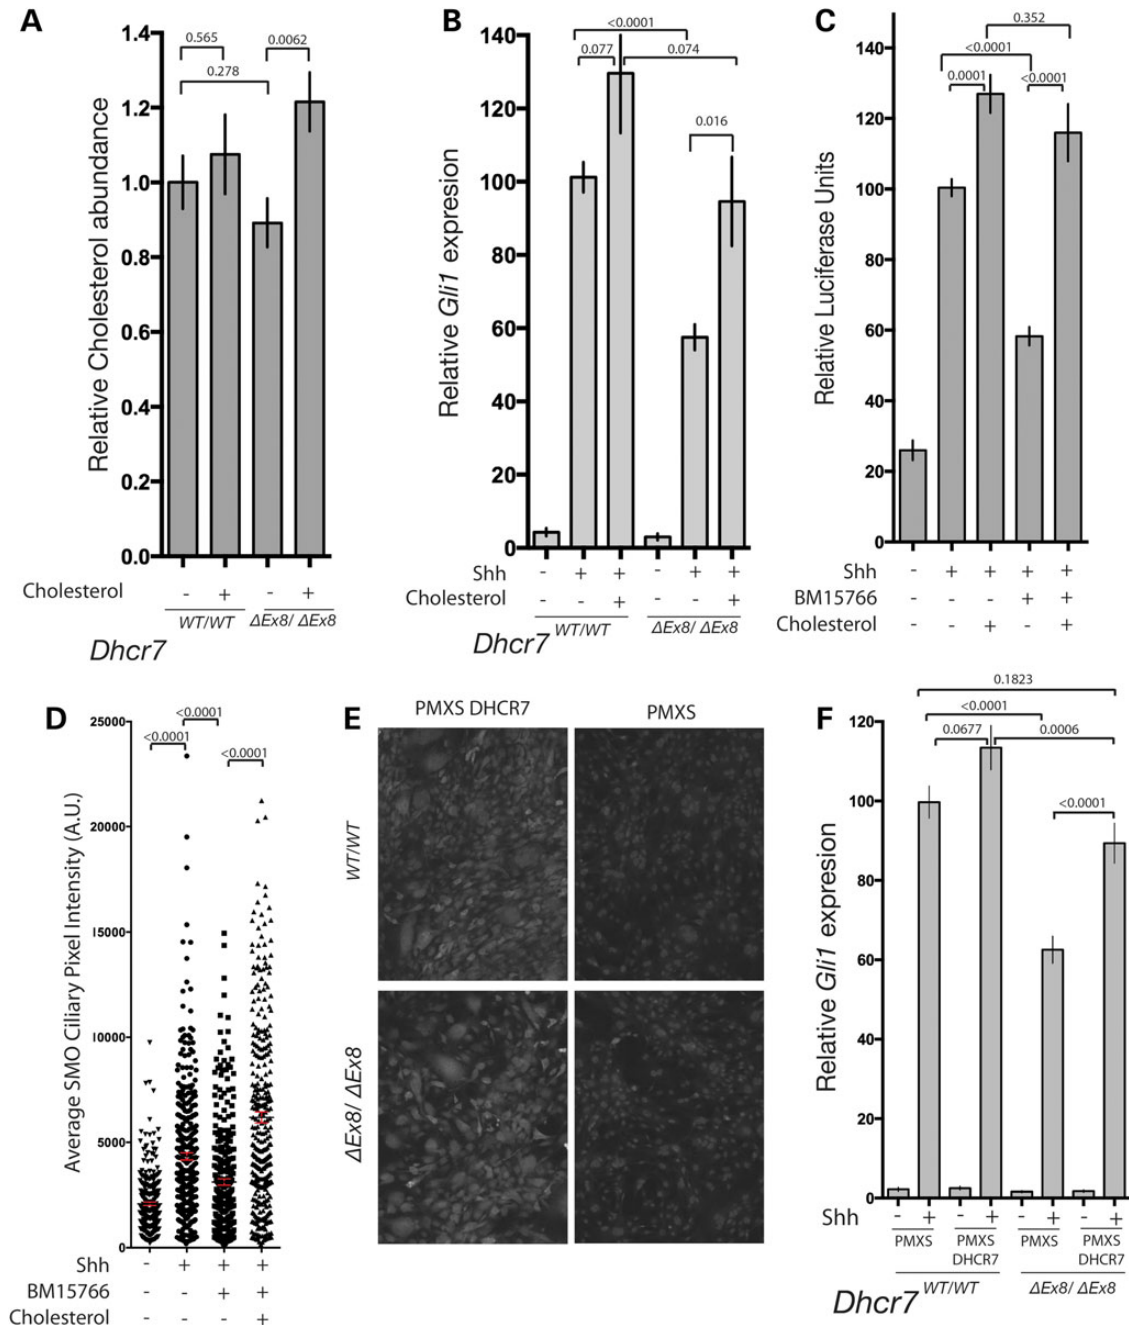 A
Relative Cholesterol abundance
1.4
1.2
1.0
0.8
0.6
0.4
0.2
0.0
0.565
0.0062
0.278
Cholesterol - + - +
WT/WT ΔEx8/ ΔEx8
Dhcr7
B
Relative Gli1 expresion
140
120
100
80
60
40
20
0
<0.0001
0.077
0.074
0.016
Shh - + + - + +
Cholesterol - - + - - +
WT/WT ΔEx8/ ΔEx8
Dhcr7
C
Relative Luciferase Units
140
120
100
80
60
40
20
0
0.352
<0.0001
0.0001
<0.0001
Shh - + + + +
BM15766 - - - + +
Cholesterol - - + - +
D
Average SMO Ciliary Pixel Intensity (A.U.)
25000
20000
15000
10000
5000
0
<0.0001
<0.0001
<0.0001
Shh - + + +
BM15766 - - + +
Cholesterol - - - +
E
PMXS DHCR7
PMXS
WT/WT
ΔEx8/ ΔEx8
F
Relative Gli1 expresion
120
100
80
60
40
20
0
0.1823
<0.0001
0.0677
0.0006
<0.0001
Shh - + - + - + - +
PMXS PMXS DHCR7 PMXS PMXS DHCR7
WT/WT ΔEx8/ ΔEx8
Dhcr7